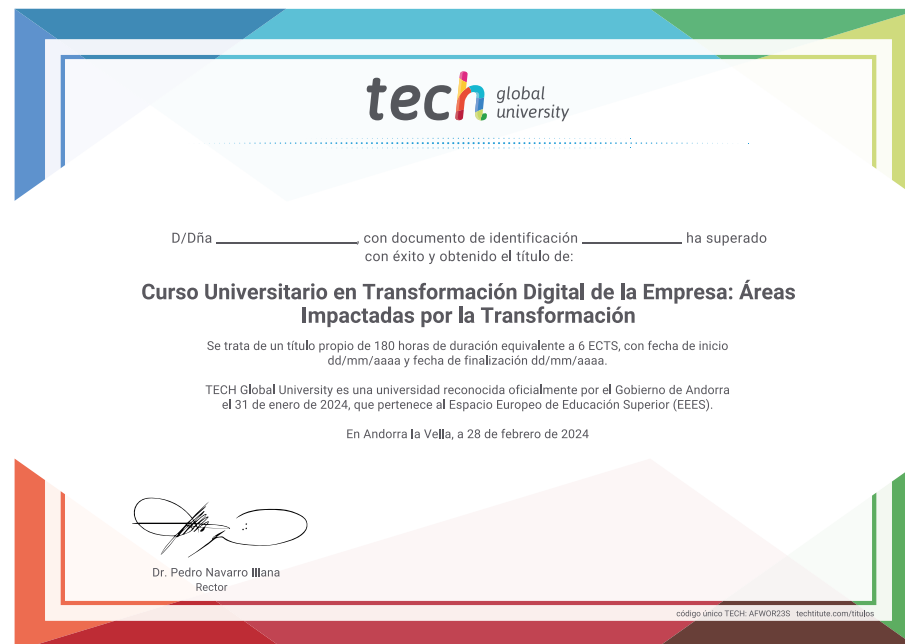 tech global university
D/Dña ____________________, con documento de identificación ______________ ha superado
con éxito y obtenido el título de:
Curso Universitario en Transformación Digital de la Empresa: Áreas
Impactadas por la Transformación
Se trata de un título propio de 180 horas de duración equivalente a 6 ECTS, con fecha de inicio
dd/mm/aaaa y fecha de finalización dd/mm/aaaa.
TECH Global University es una universidad reconocida oficialmente por el Gobierno de Andorra
el 31 de enero de 2024, que pertenece al Espacio Europeo de Educación Superior (EEES).
En Andorra la Vella, a 28 de febrero de 2024
Dr. Pedro Navarro Illana
Rector
código único TECH: AFWOR23S techtitute.com/titulos